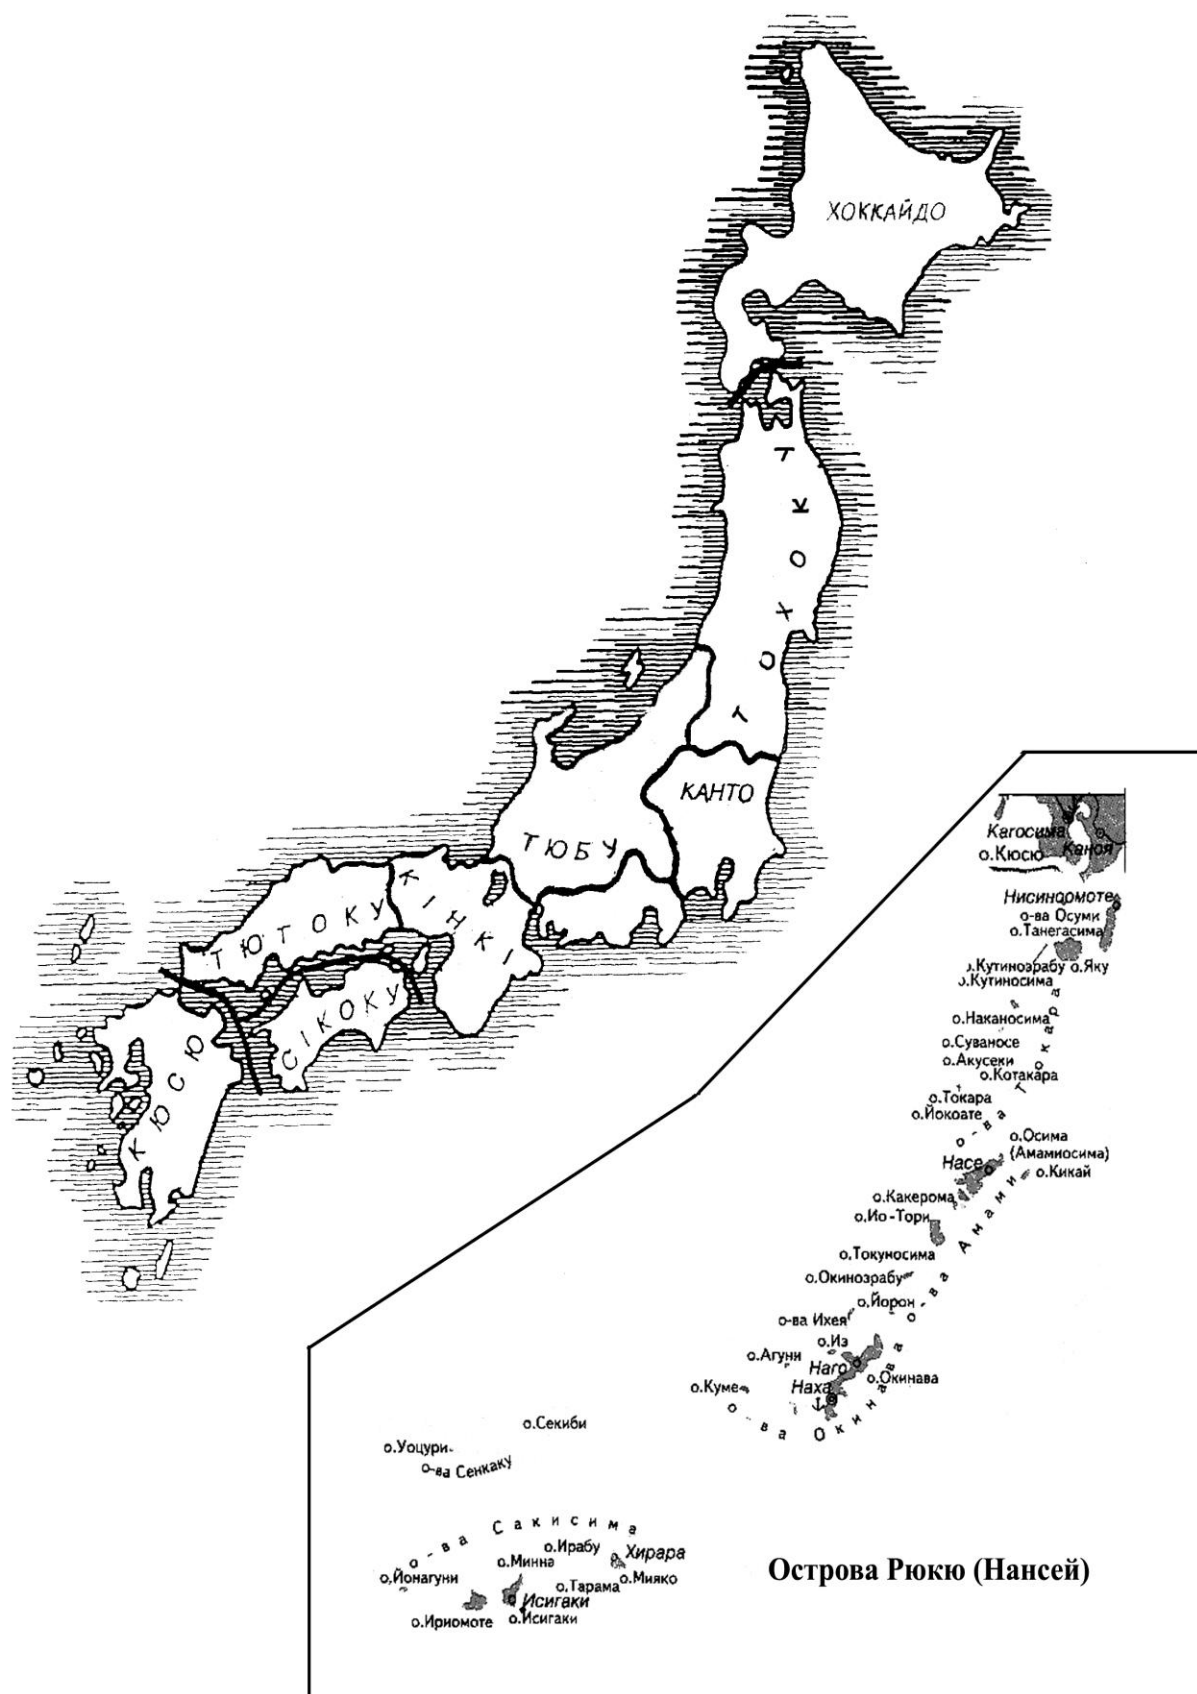 ХОККАЙДО
ТОХОКУ
КАНТО
ТЮБУ
КІНКІ
ТЮТОКУ
СІКОКУ
КЮСЮ
Кагосима
Каноя
о.Кюсю
Нисиноомоте
о-ва Осуми
о.Танегасима
о.Кутиноэрабу о.Яку
о.Кутиносима
о.Наканосима
о.Суваносе
о.Акусеки
о.Котакара
о.Токара
о.Йокоате
о-ва Токара
о.Осима
(Амамиосима)
Насе
о.Кикай
о.Какерома
о.Ио-Тори
о.Токуносима
о.Окиноэрабу
о.Йорон
о-ва Амами
о-ва Ихея
о.Из
о.Агуни
Наго
о.Окинава
о.Куме
Наха
о-ва Окинава
о.Секиби
о.Уоцури
о-ва Сенкаку
о-ва Сакисима
о.Ирабу
Хирара
о.Минна
о.Йонагуни
о.Тарама
о.Мияко
Исигаки
о.Ириомоте
о.Исигаки
Острова Рюкю (Нансей)